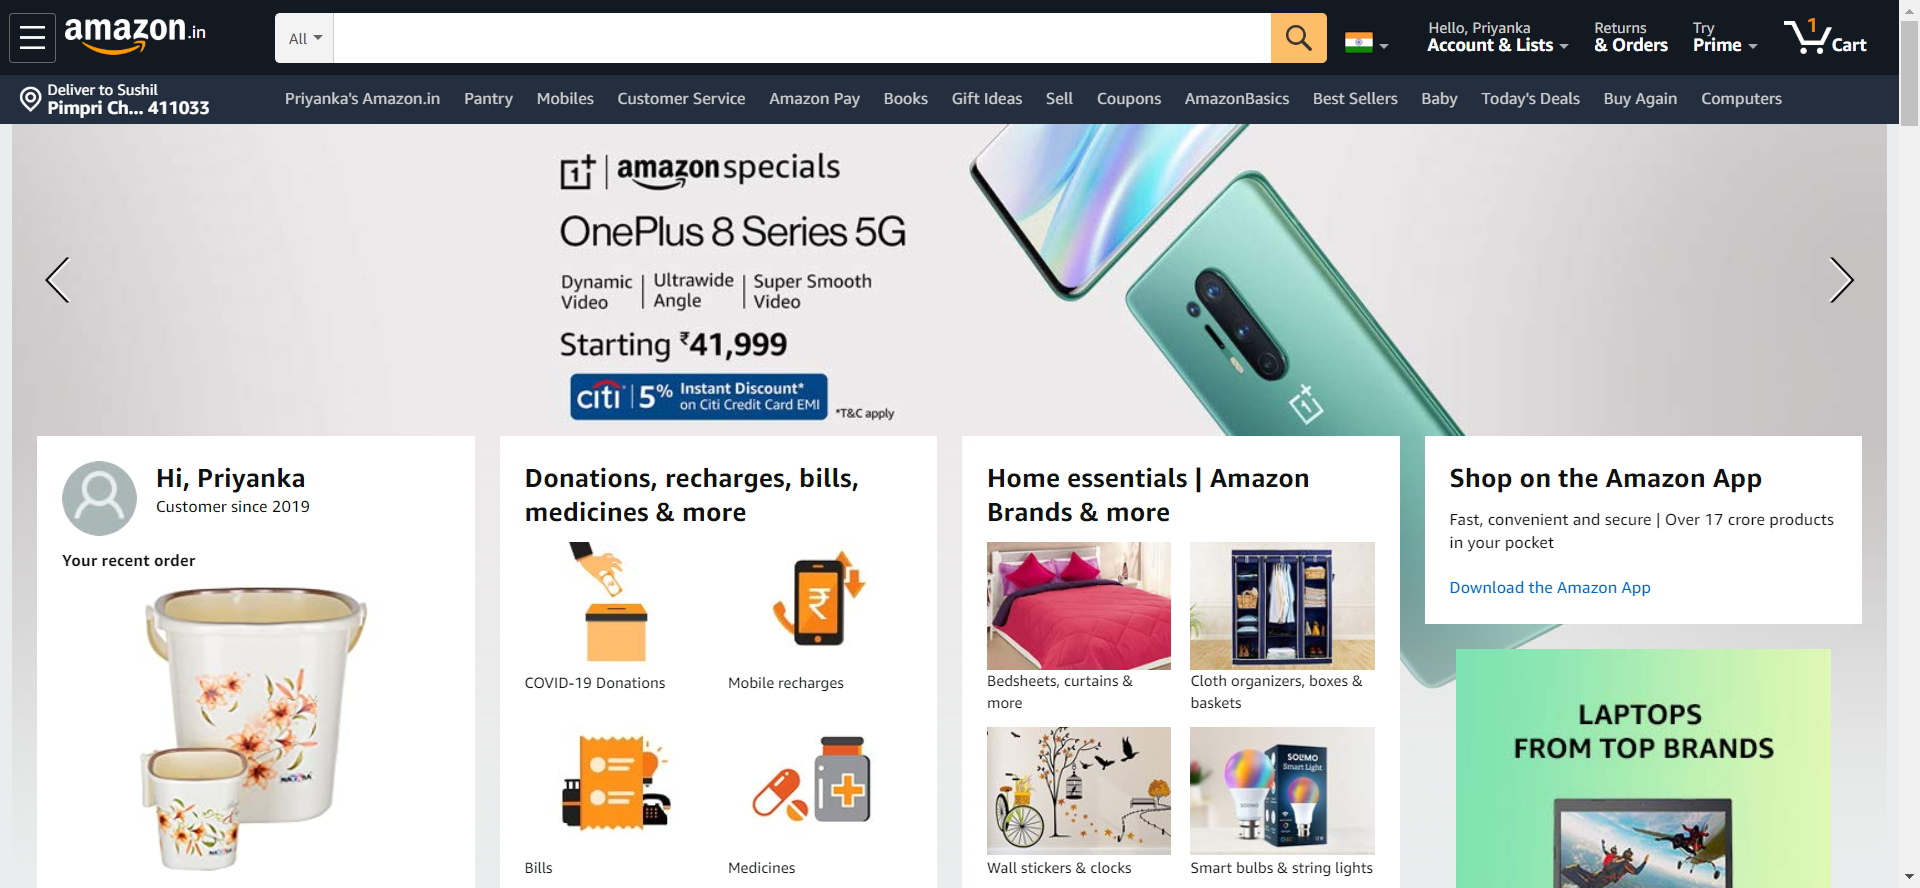 amazon.in
All
Hello, Priyanka
Account & Lists
Returns
& Orders
Try
Prime
1
Cart
Deliver to Sushil
Pimpri Ch... 411033
Priyanka's Amazon.in
Pantry
Mobiles
Customer Service
Amazon Pay
Books
Gift Ideas
Sell
Coupons
AmazonBasics
Best Sellers
Baby
Today's Deals
Buy Again
Computers
1+ | amazon specials
OnePlus 8 Series 5G
Dynamic
Video
Ultrawide
Angle
Super Smooth
Video
Starting ₹41,999
citi
5%
Instant Discount*
on Citi Credit Card EMI
*T&C apply
Hi, Priyanka
Customer since 2019
Your recent order
Donations, recharges, bills,
medicines & more
COVID-19 Donations
Mobile recharges
Bills
Medicines
Home essentials | Amazon
Brands & more
Bedsheets, curtains &
more
Cloth organizers, boxes &
baskets
SOLIMO
Smart Light
Wall stickers & clocks
Smart bulbs & string lights
Shop on the Amazon App
Fast, convenient and secure | Over 17 crore products
in your pocket
Download the Amazon App
LAPTOPS
FROM TOP BRANDS